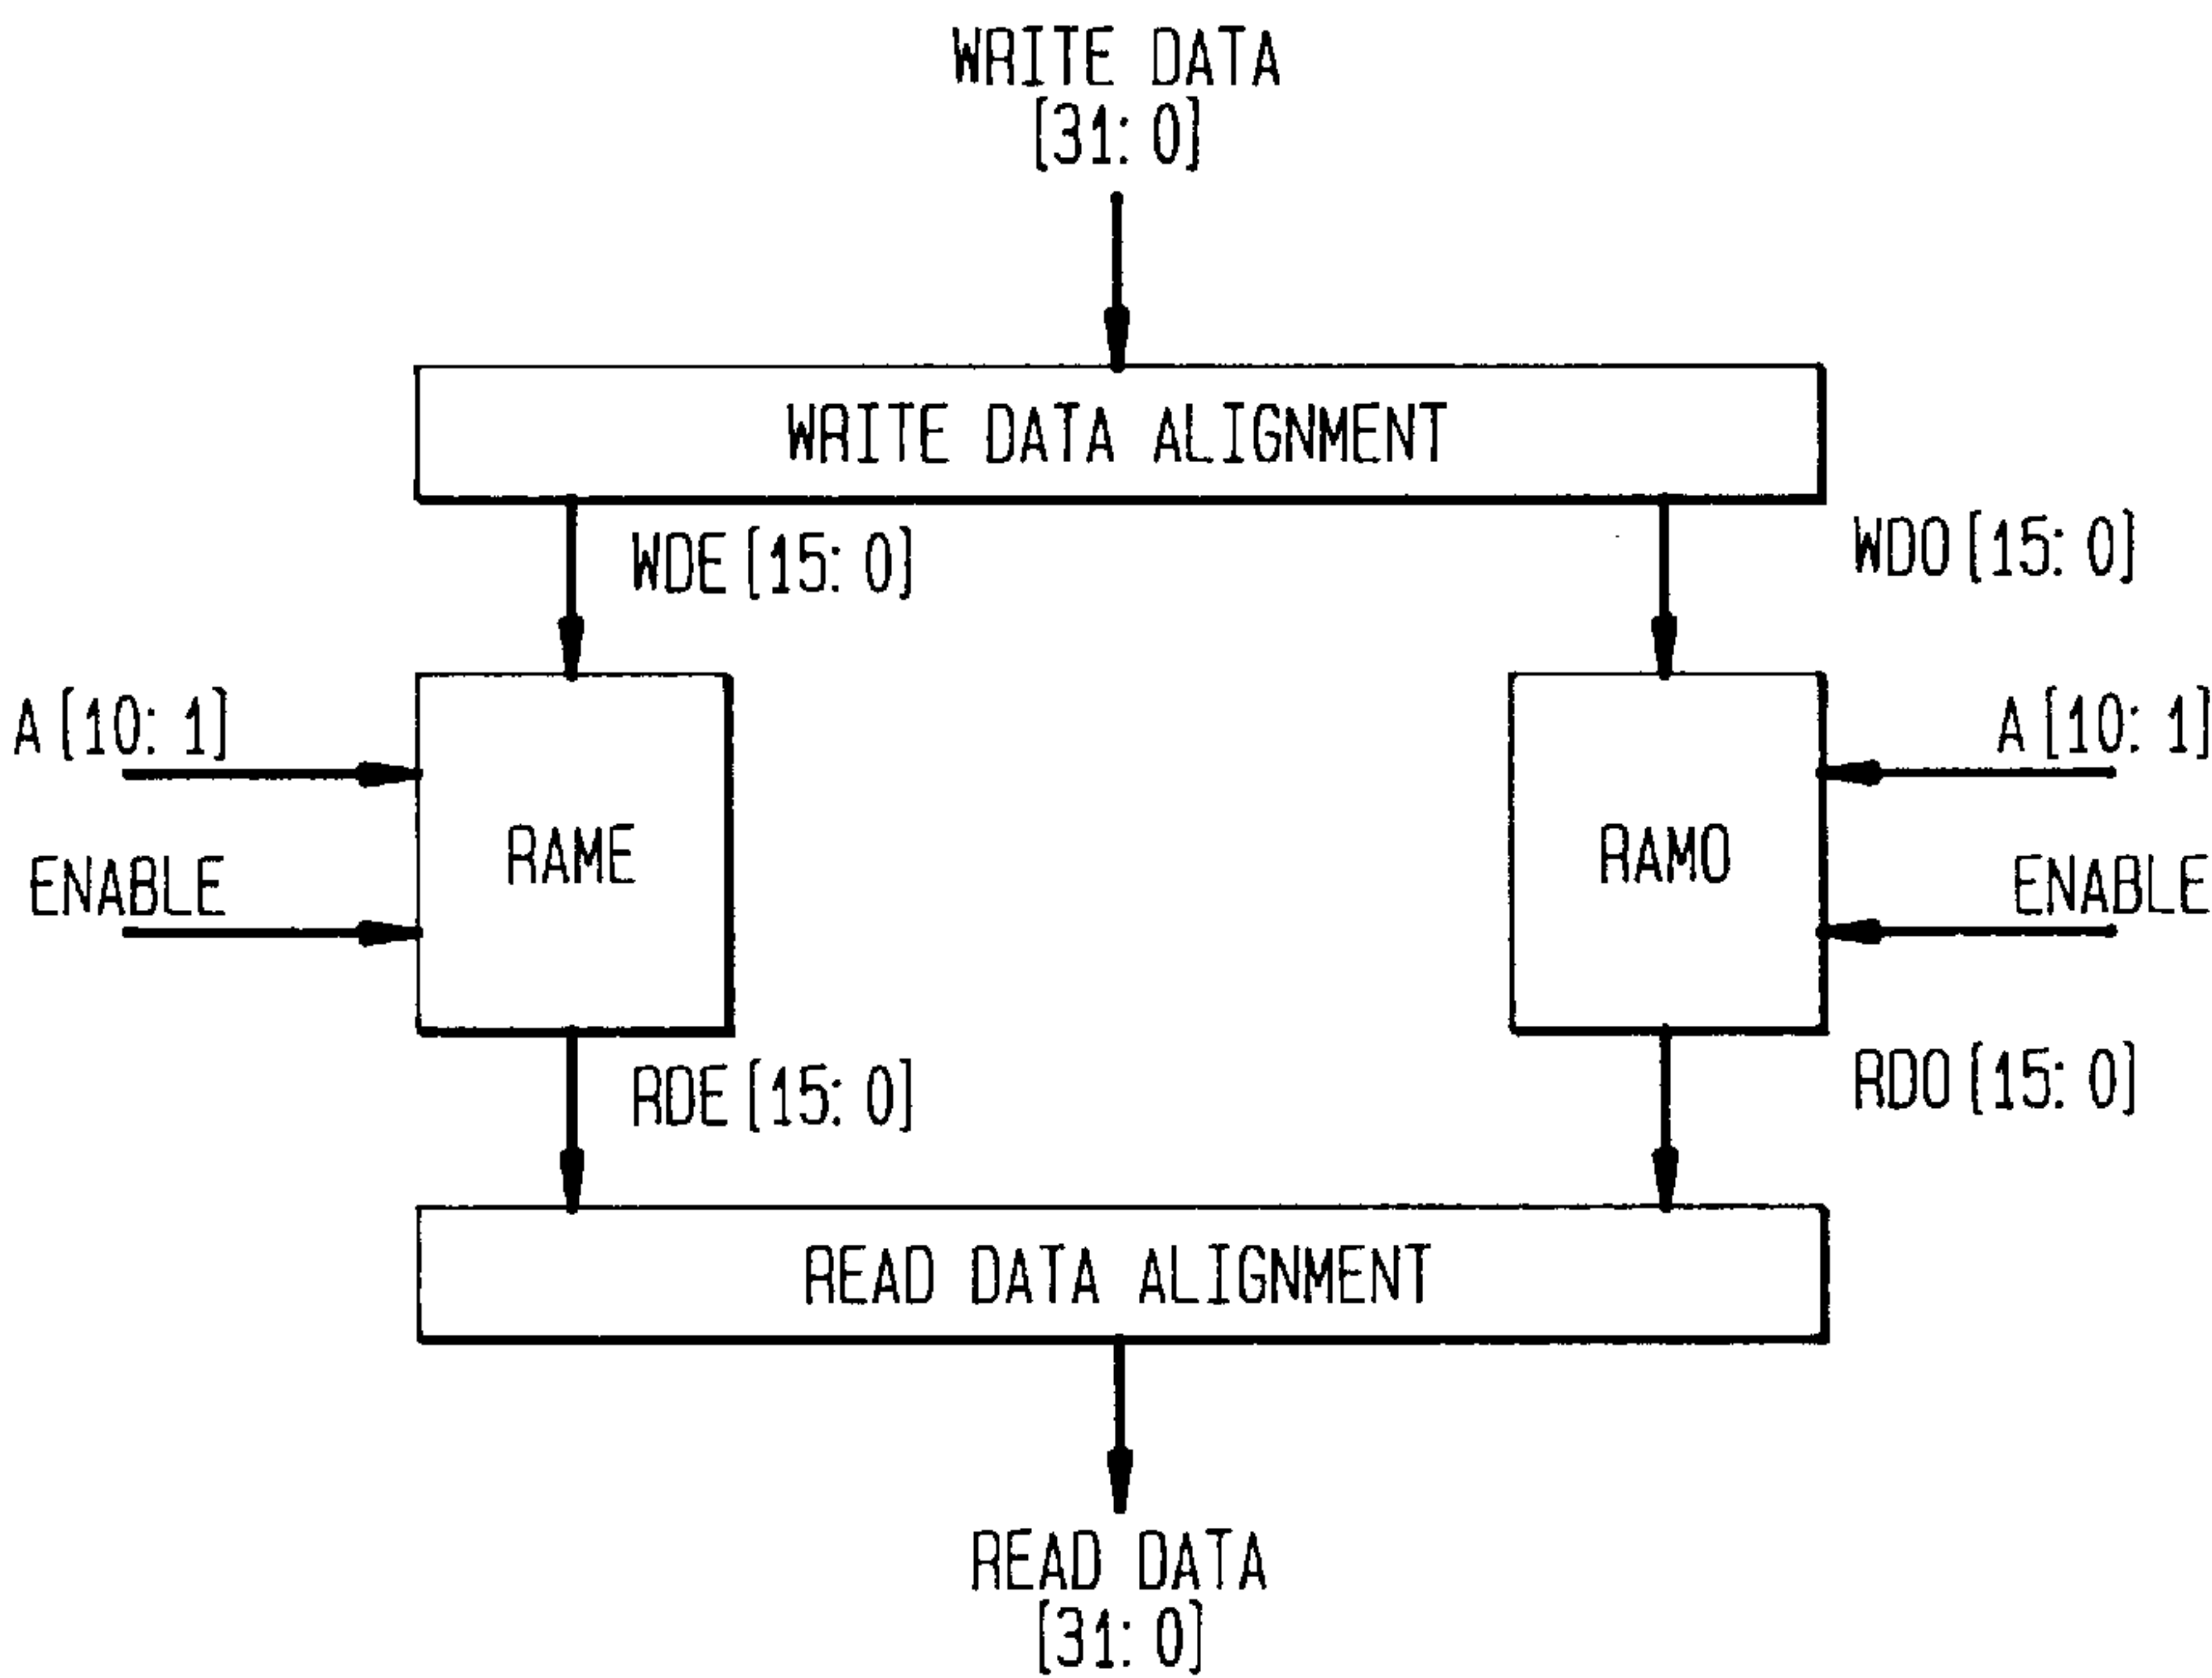 WRITE DATA
[31: 0]
WRITE DATA ALIGNMENT
WDE [15: 0]
WDO [15: 0]
A [10: 1]
A [10: 1]
RAME
RAMO
ENABLE
ENABLE
RDE [15: 0]
RDO [15: 0]
READ DATA ALIGNMENT
READ DATA
[31: 0]